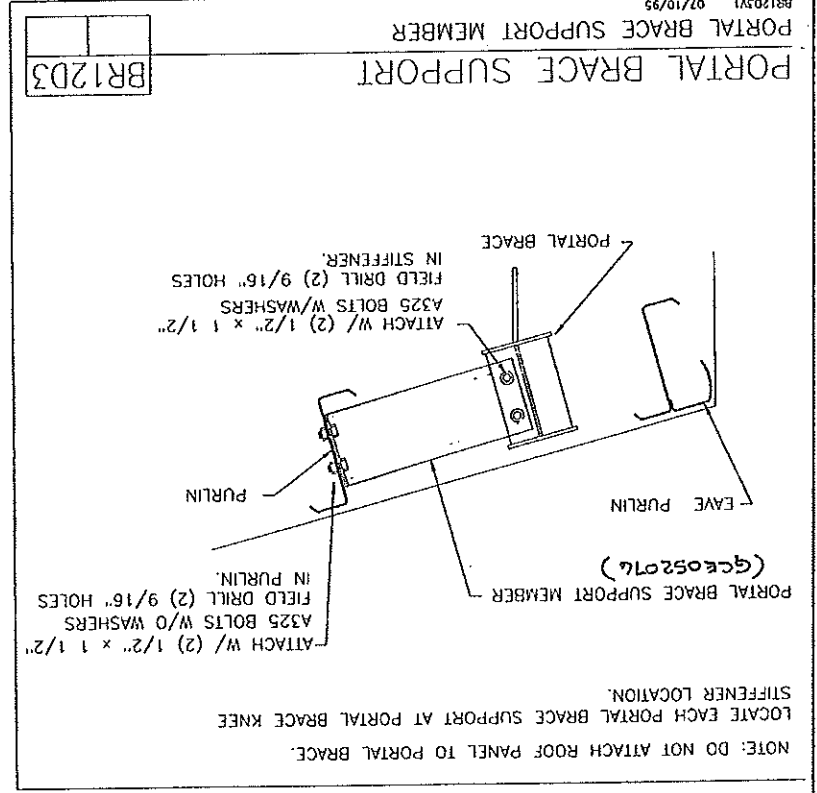 NOTE: DO NOT ATTACH ROOF PANEL TO PORTAL BRACE.
LOCATE EACH PORTAL BRACE SUPPORT AT PORTAL BRACE KNEE
STIFFENER LOCATION.
ATTACH W/ (2) 1/2" x 1 1/2"
A325 BOLTS W/O WASHERS
FIELD DRILL (2) 9/16" HOLES
IN PURLIN.
PORTAL BRACE SUPPORT MEMBER
(GCE052076)
EAVE PURLIN
PURLIN
ATTACH W/ (2) 1/2" x 1 1/2"
A325 BOLTS W/WASHERS
FIELD DRILL (2) 9/16" HOLES
IN STIFFENER.
PORTAL BRACE
PORTAL BRACE SUPPORT
BR12D3
PORTAL BRACE SUPPORT MEMBER
BR12D3V1 07/10/95